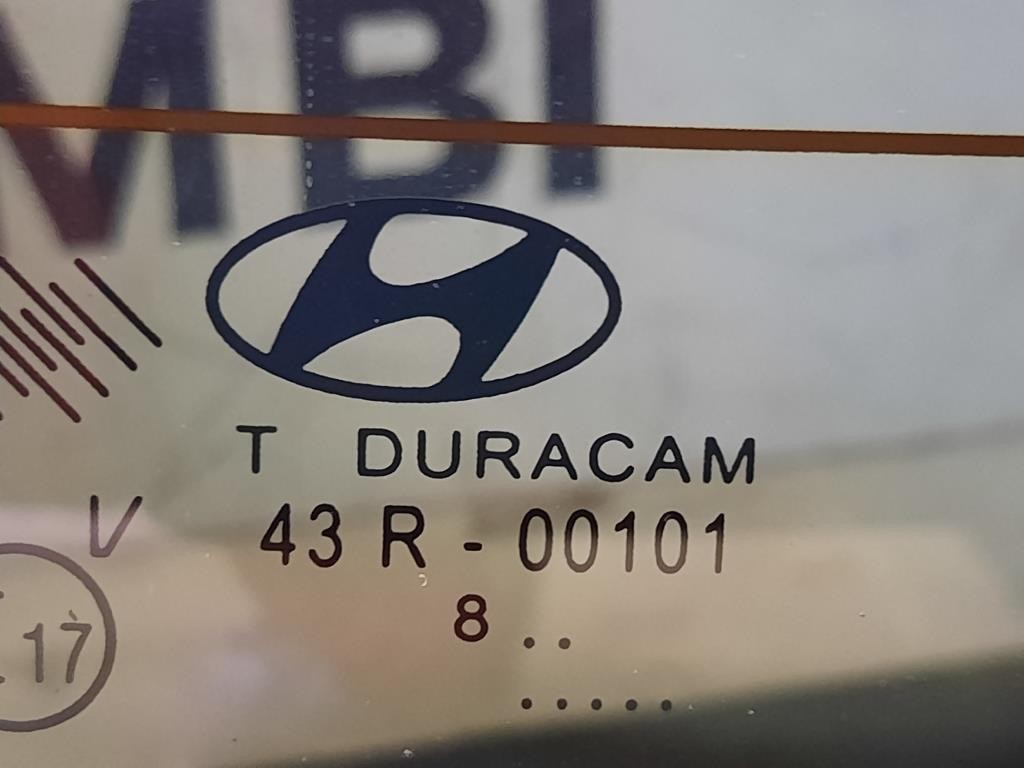 MBI
T DURACAM
V 43 R - 00101
17
8 ..
.....